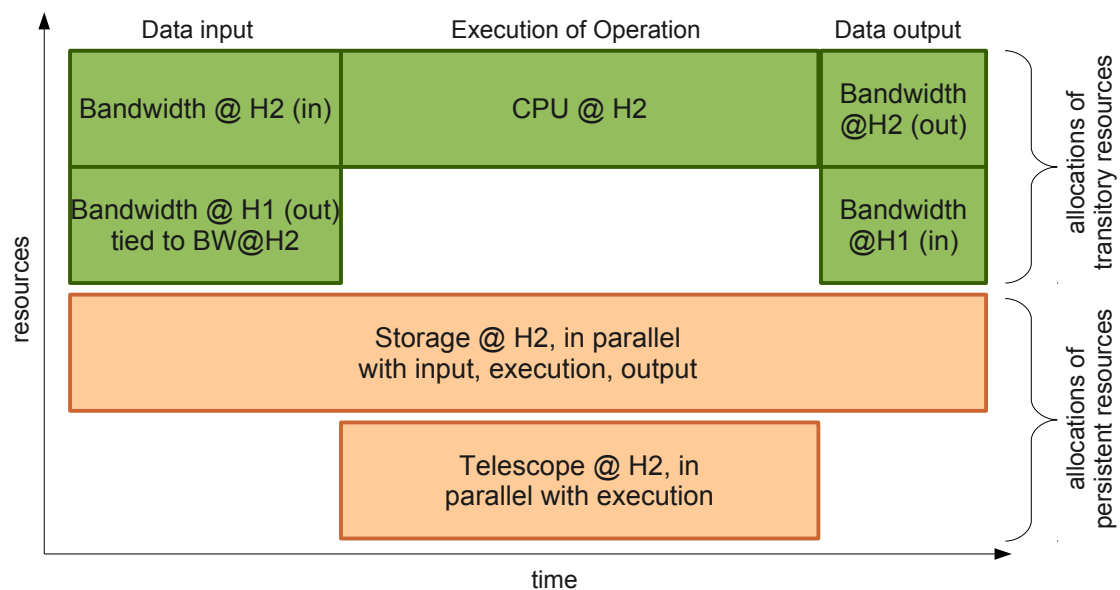 Data input
Execution of Operation
Data output
Bandwidth @ H2 (in)
CPU @ H2
Bandwidth
@H2 (out)
Bandwidth @ H1 (out)
tied to BW@H2
Bandwidth
@H1 (in)
Storage @ H2, in parallel
with input, execution, output
Telescope @ H2, in
parallel with execution
resources
time
allocations of
transitory resources
allocations of
persistent resources